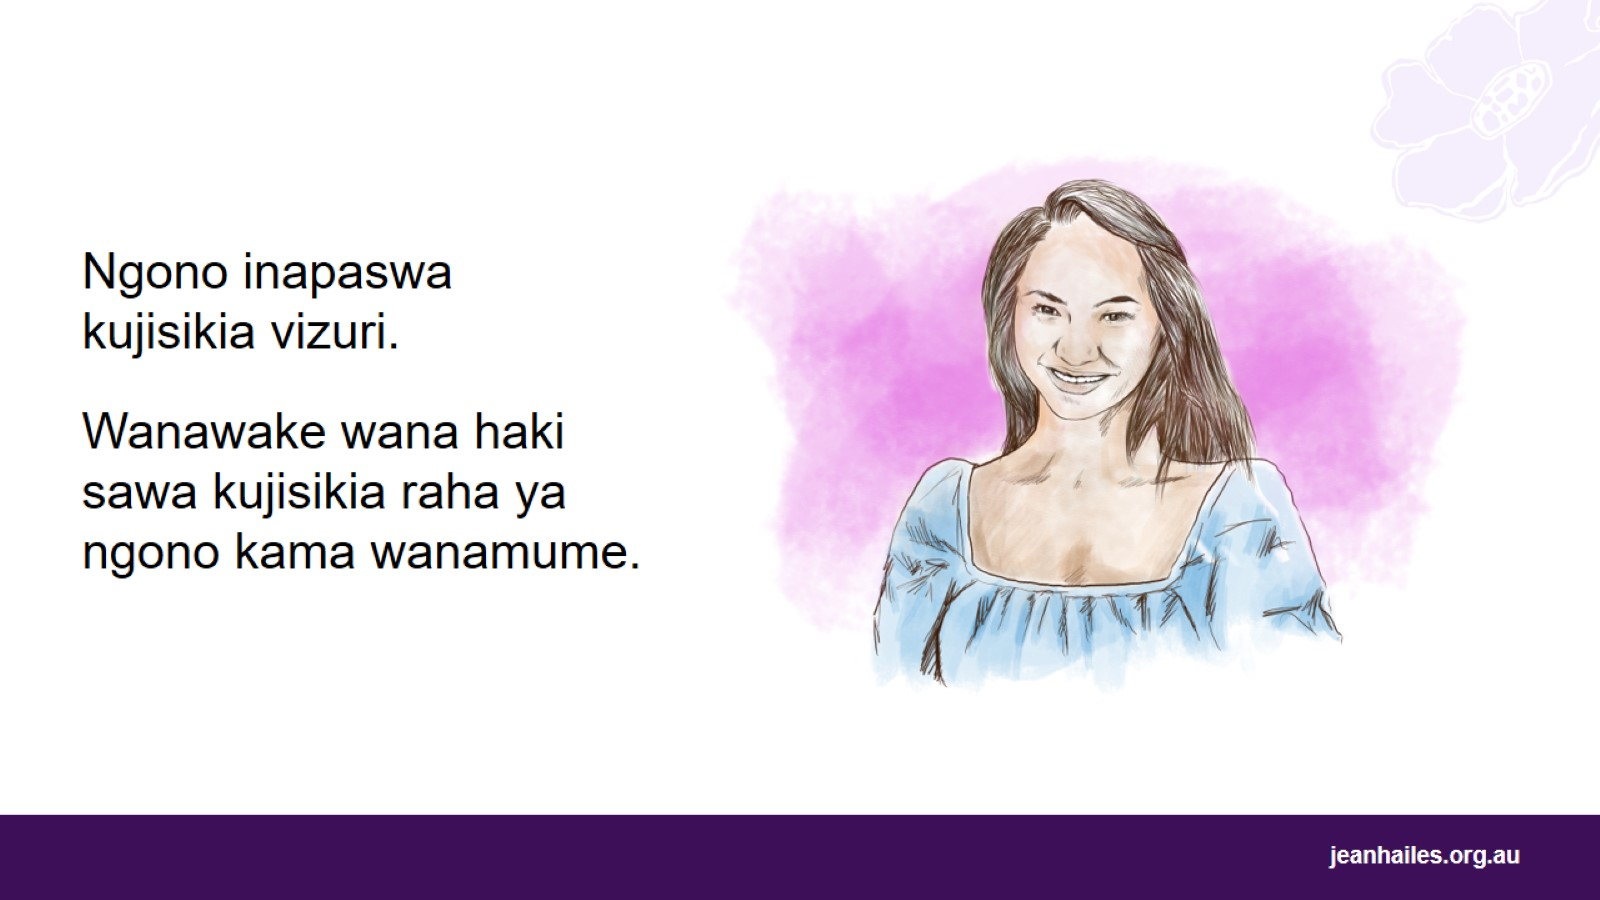 Ngono inapaswa
kujisikia vizuri.
Wanawake wana haki
sawa kujisikia raha ya
ngono kama wanamume.
jeanhailes.org.au